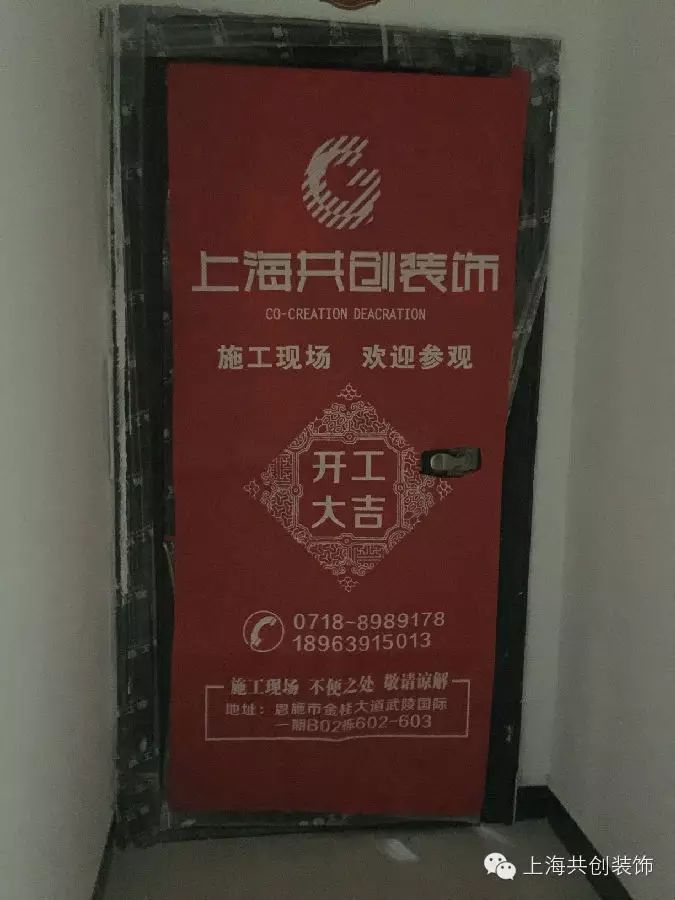 上海共创装饰
CO-CREATION DEACRATION
施工现场 欢迎参观
开工
大吉
0718-8989178
18963915013
施工现场 不便之处 敬请谅解
地址：恩施市金桂大道武陵国际
一期B02栋602-603
上海共创装饰